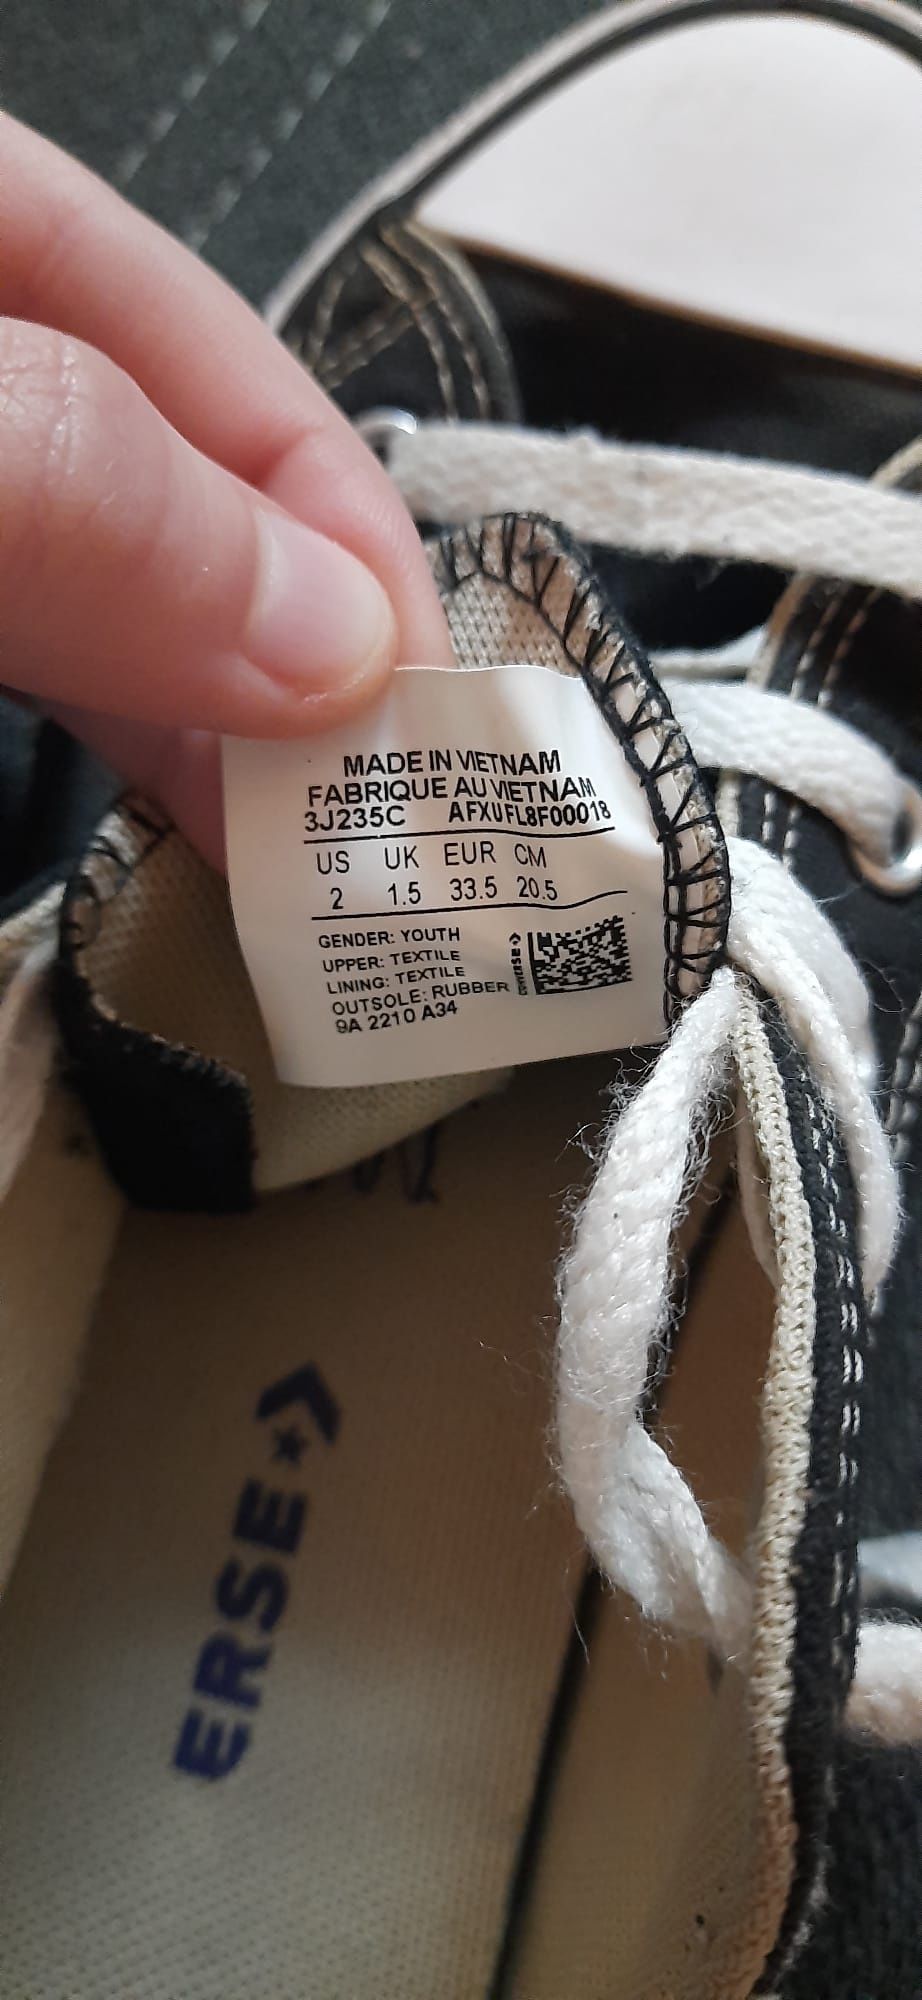 MADE IN VIETNAM
FABRIQUE AU VIETNAM
3J235C AFXUFL8F00018
US UK EUR CM
2 1.5 33.5 20.5
GENDER: YOUTH
UPPER: TEXTILE
LINING: TEXTILE
OUTSOLE: RUBBER
9A 2210 A34
CONVERSE
ERSE